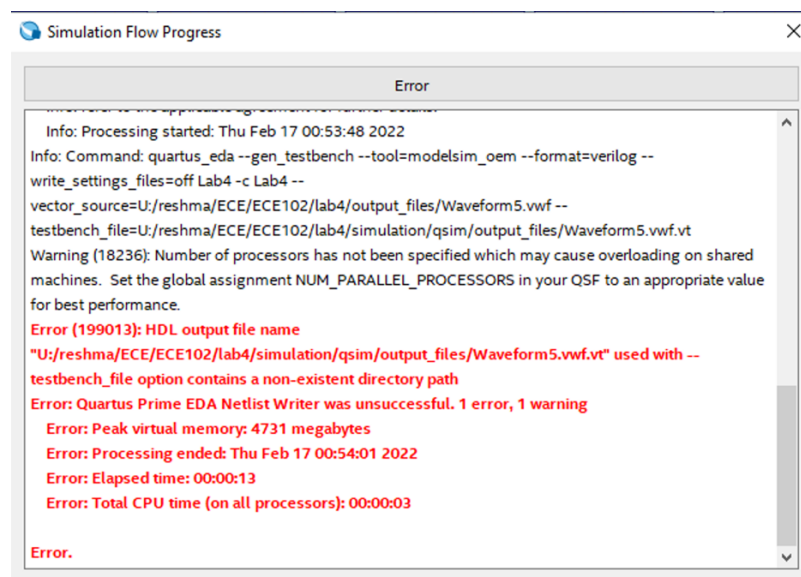 Simulation Flow Progress
Error
Info: Processing started: Thu Feb 17 00:53:48 2022
Info: Command: quartus_eda --gen_testbench --tool=modelsim_oem --format=verilog --
write_settings_files=off Lab4 -c Lab4 --
vector_source=U:/reshma/ECE/ECE102/lab4/output_files/Waveform5.vwf --
testbench_file=U:/reshma/ECE/ECE102/lab4/simulation/qsim/output_files/Waveform5.vwf.vt
Warning (18236): Number of processors has not been specified which may cause overloading on shared
machines.  Set the global assignment NUM_PARALLEL_PROCESSORS in your QSF to an appropriate value
for best performance.
Error (199013): HDL output file name
"U:/reshma/ECE/ECE102/lab4/simulation/qsim/output_files/Waveform5.vwf.vt" used with --
testbench_file option contains a non-existent directory path
Error: Quartus Prime EDA Netlist Writer was unsuccessful. 1 error, 1 warning
Error: Peak virtual memory: 4731 megabytes
Error: Processing ended: Thu Feb 17 00:54:01 2022
Error: Elapsed time: 00:00:13
Error: Total CPU time (on all processors): 00:00:03
Error.